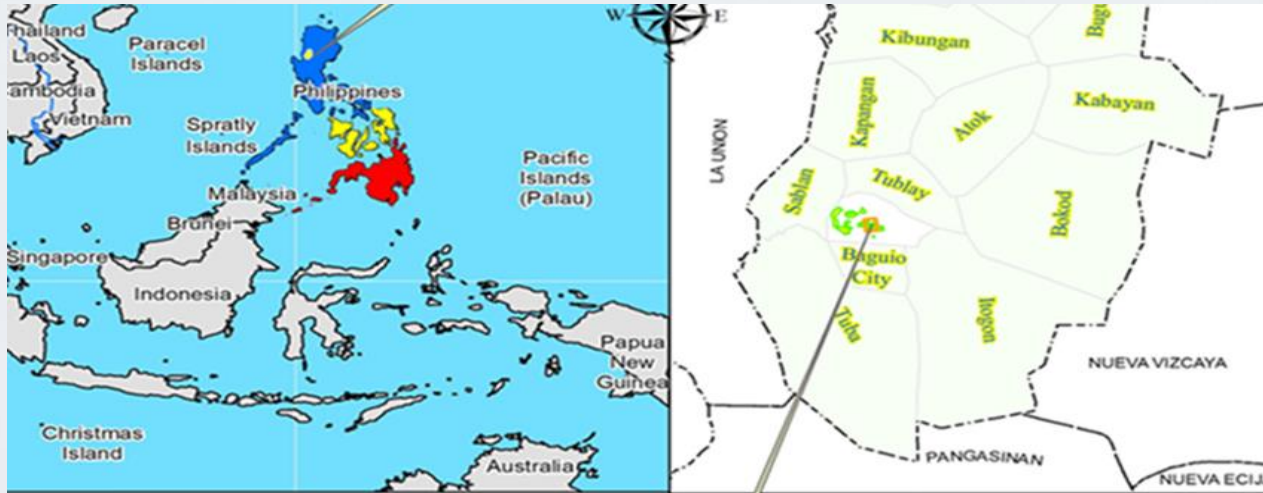 Thailand
Laos
Cambodia
Vietnam
Paracel
Islands
Philippines
Spratly
Islands
Malaysia
Brunei
Singapore
Indonesia
Pacific
Islands
(Palau)
Papua
New
Guinea
Christmas
Island
Australia
W
E
S
Kibungan
Kapangan
Atok
Kabayan
LA UNION
Sablan
Tublay
Bokod
Baguio
City
Tuba
Itogon
NUEVA VIZCAYA
PANGASINAN
NUEVA ECIJ